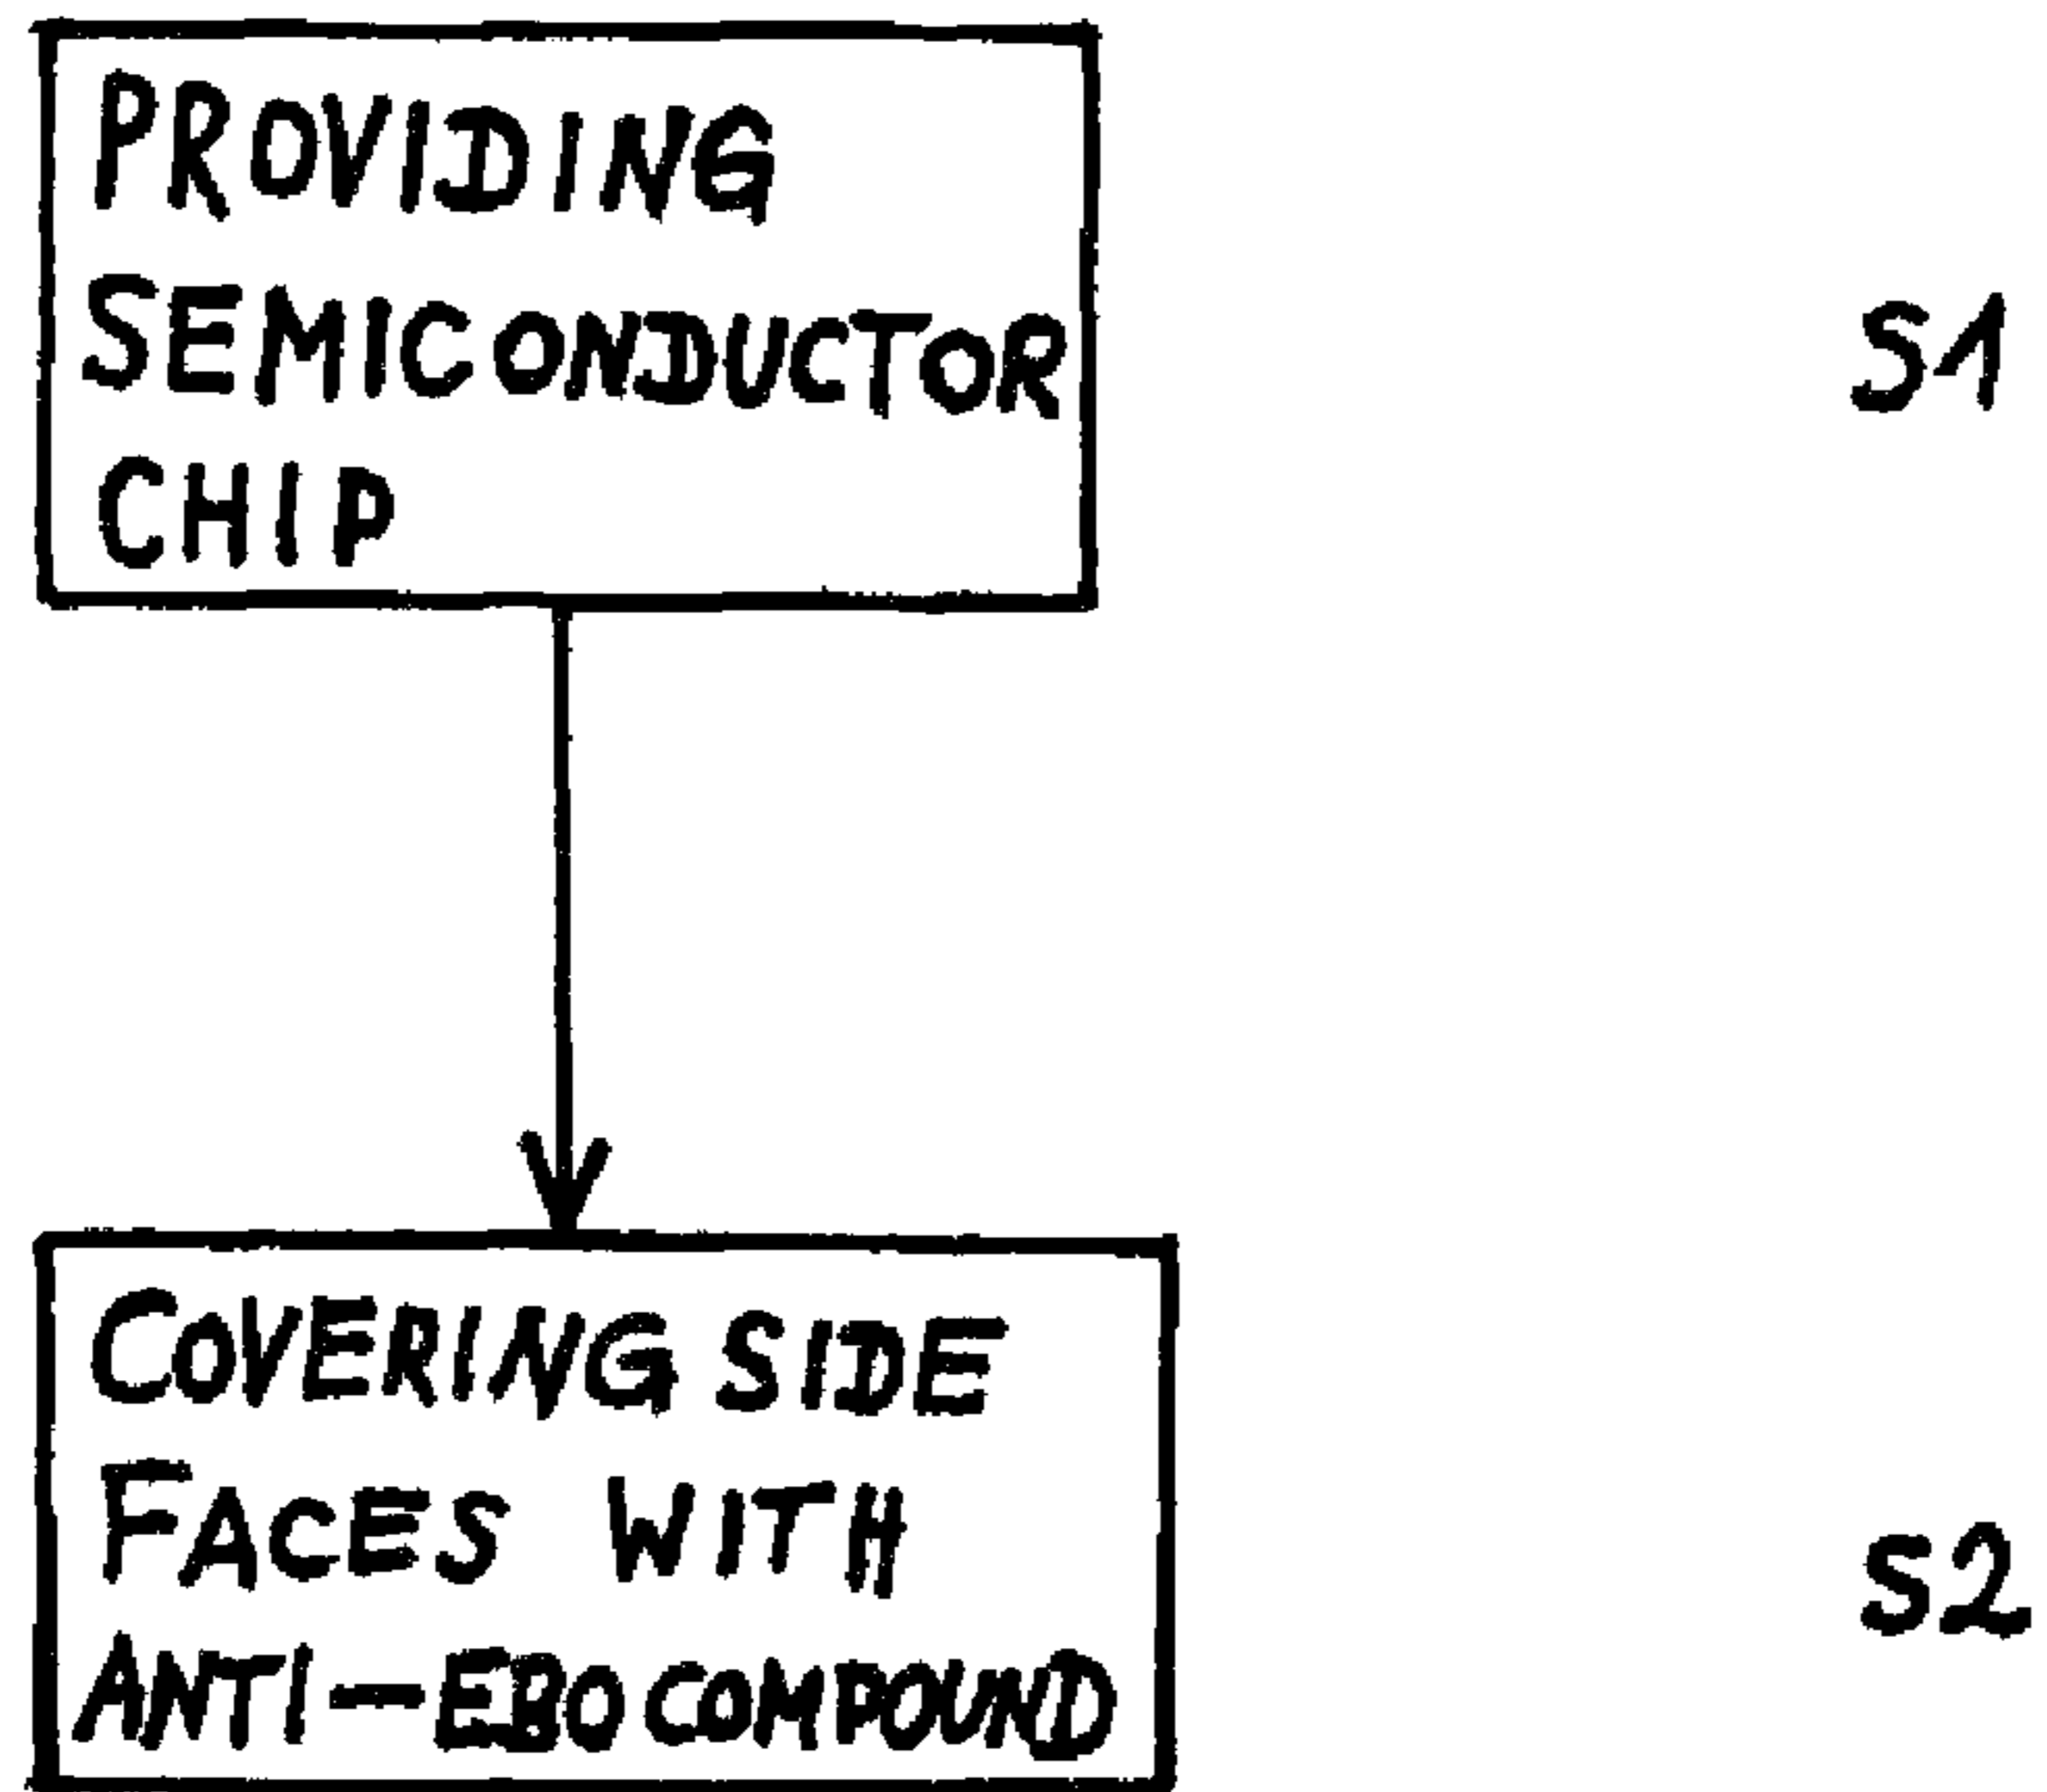 PROVIDING
SEMICONDUCTOR
CHIP
S1
COVERING SIDE
FACES WITH
ANTI-EBO COMPOUND
S2